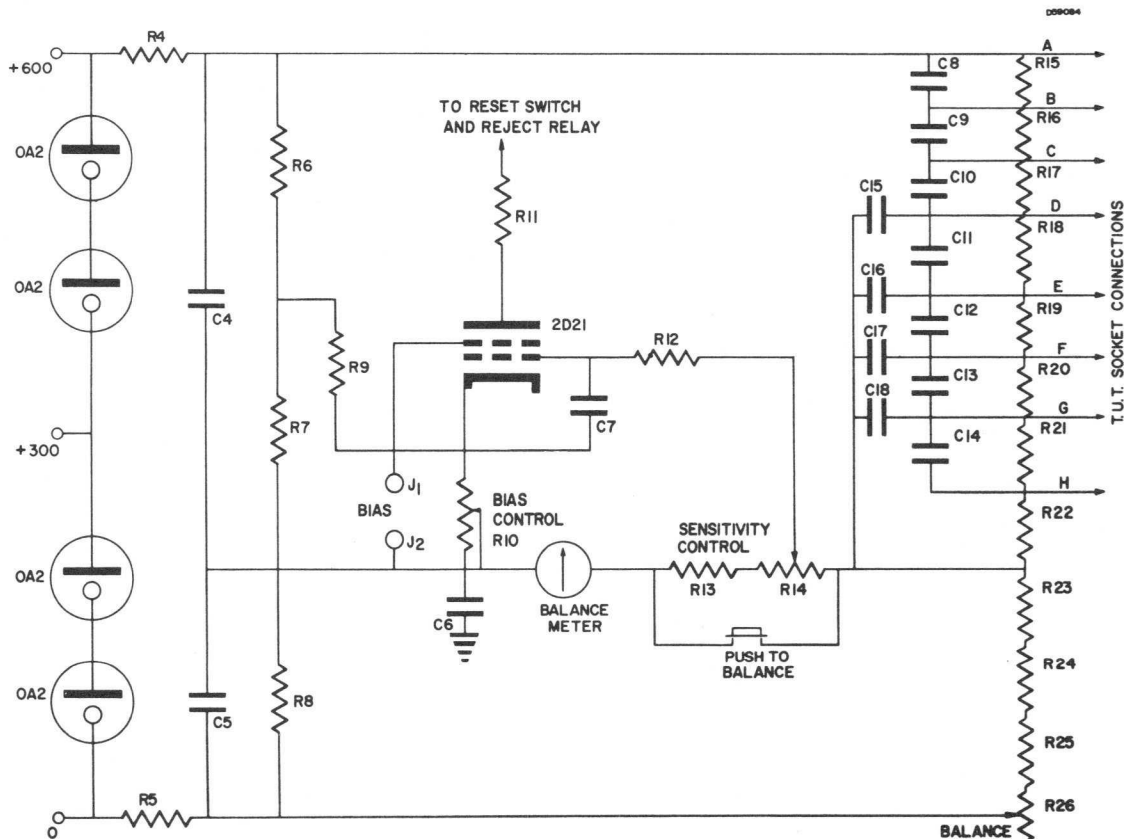 D59084
R4
A
+600
C8
R15
TO RESET SWITCH
AND REJECT RELAY
B
C9
R16
OA2
C
R6
C10
R17
C15
D
R11
R18
C11
OA2
C16
E
C4
2D21
C12
R19
R12
C17
F
R9
R20
C13
C18
G
R7
C7
R21
+300
C14
J1
H
BIAS
BIAS
CONTROL
R10
R22
J2
SENSITIVITY
CONTROL
OA2
R13
R14
R23
C6
BALANCE
METER
PUSH TO
BALANCE
R24
OA2
C5
R8
R25
R5
R26
0
BALANCE
T.U.T. SOCKET CONNECTIONS